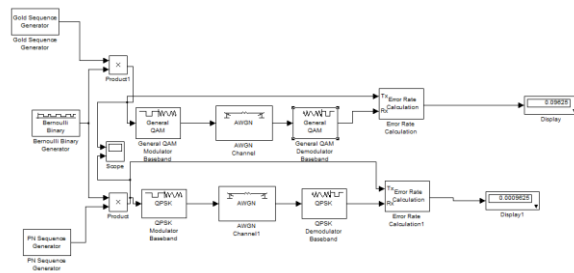 Gold Sequence
Generator
Gold Sequence
Generator
×
Product1
Bernoulli
Binary
Bernoulli Binary
Generator
Scope
General
QAM
General QAM
Modulator
Baseband
AWGN
AWGN
Channel
General
QAM
General QAM
Demodulator
Baseband
Tx
Rx
Error Rate
Calculation
Error Rate
Calculation
0.09625
Display
×
Product
QPSK
QPSK
Modulator
Baseband
AWGN
AWGN
Channel1
QPSK
QPSK
Demodulator
Baseband
Tx
Rx
Error Rate
Calculation
Error Rate
Calculation1
0.0009625
Display1
PN Sequence
Generator
PN Sequence
Generator